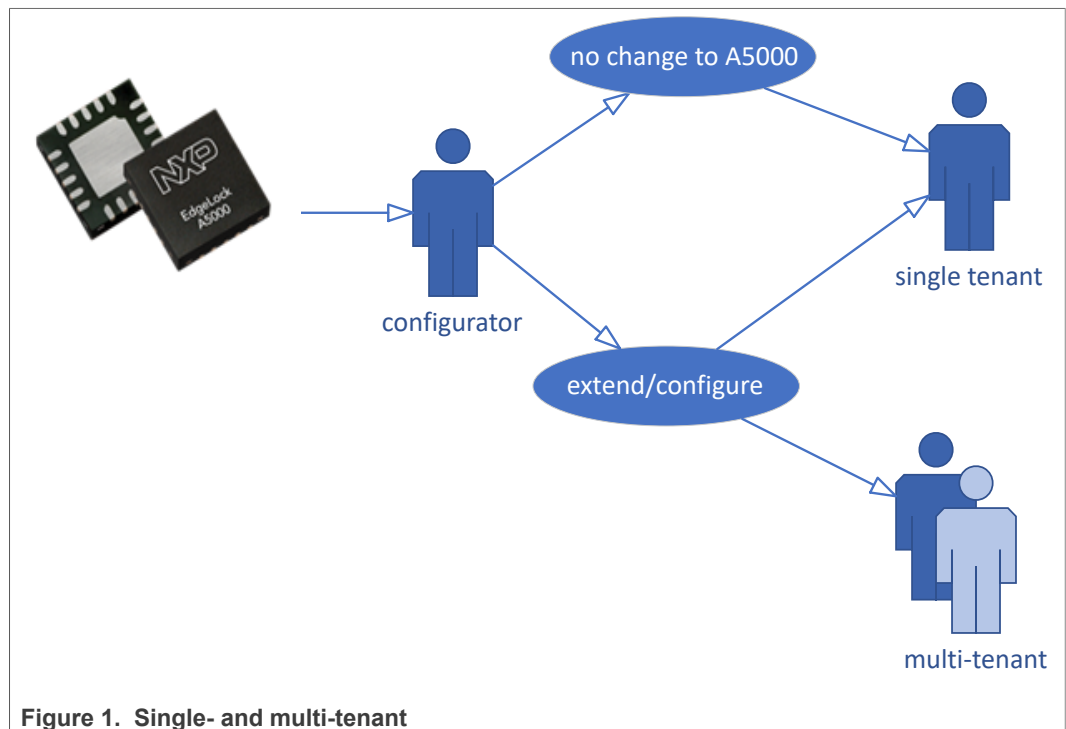 no change to A5000
NXP
EdgeLock
A5000
single tenant
configurator
extend/configure
multi-tenant
Figure 1. Single- and multi-tenant